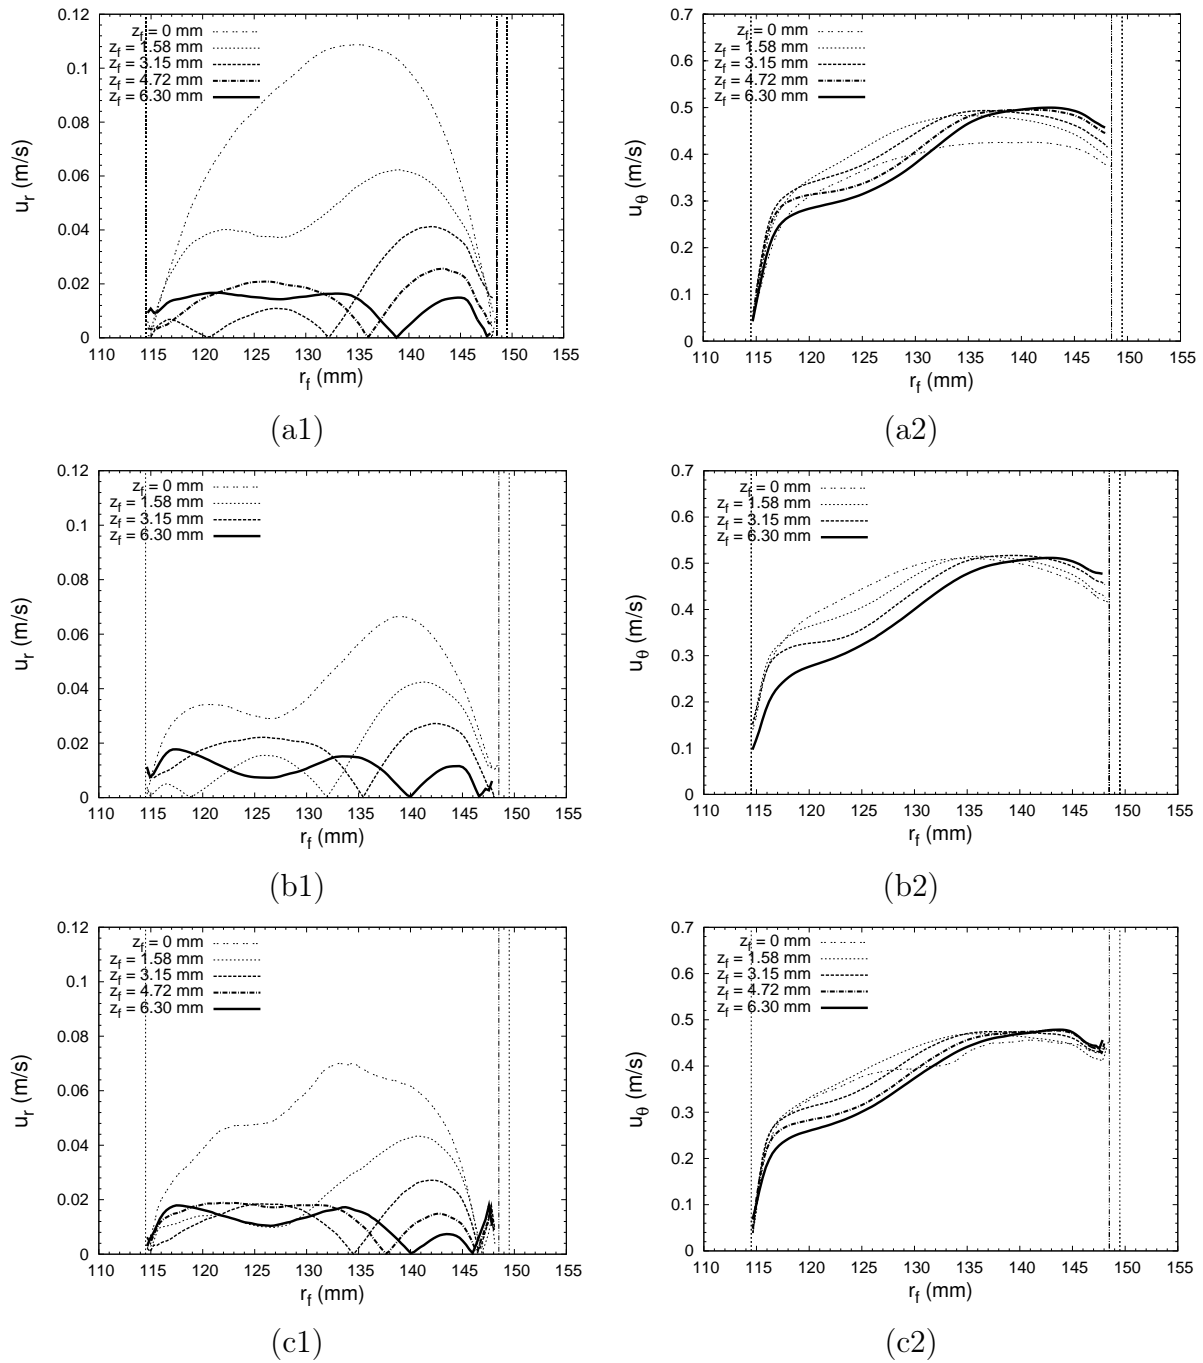 0.12
0.1
0.08
0.06
0.04
0.02
0
u_r (m/s)
z_f = 0 mm
z_f = 1.58 mm
z_f = 3.15 mm
z_f = 4.72 mm
z_f = 6.30 mm
110 115 120 125 130 135 140 145 150 155
r_f (mm)
(a1)
0.7
0.6
0.5
0.4
0.3
0.2
0.1
0
u_θ (m/s)
z_f = 0 mm
z_f = 1.58 mm
z_f = 3.15 mm
z_f = 4.72 mm
z_f = 6.30 mm
110 115 120 125 130 135 140 145 150 155
r_f (mm)
(a2)
0.12
0.1
0.08
0.06
0.04
0.02
0
u_r (m/s)
z_f = 0 mm
z_f = 1.58 mm
z_f = 3.15 mm
z_f = 6.30 mm
110 115 120 125 130 135 140 145 150 155
r_f (mm)
(b1)
0.7
0.6
0.5
0.4
0.3
0.2
0.1
0
u_θ (m/s)
z_f = 0 mm
z_f = 1.58 mm
z_f = 3.15 mm
z_f = 6.30 mm
110 115 120 125 130 135 140 145 150 155
r_f (mm)
(b2)
0.12
0.1
0.08
0.06
0.04
0.02
0
u_r (m/s)
z_f = 0 mm
z_f = 1.58 mm
z_f = 3.15 mm
z_f = 4.72 mm
z_f = 6.30 mm
110 115 120 125 130 135 140 145 150 155
r_f (mm)
(c1)
0.7
0.6
0.5
0.4
0.3
0.2
0.1
0
u_θ (m/s)
z_f = 0 mm
z_f = 1.58 mm
z_f = 3.15 mm
z_f = 4.72 mm
z_f = 6.30 mm
110 115 120 125 130 135 140 145 150 155
r_f (mm)
(c2)